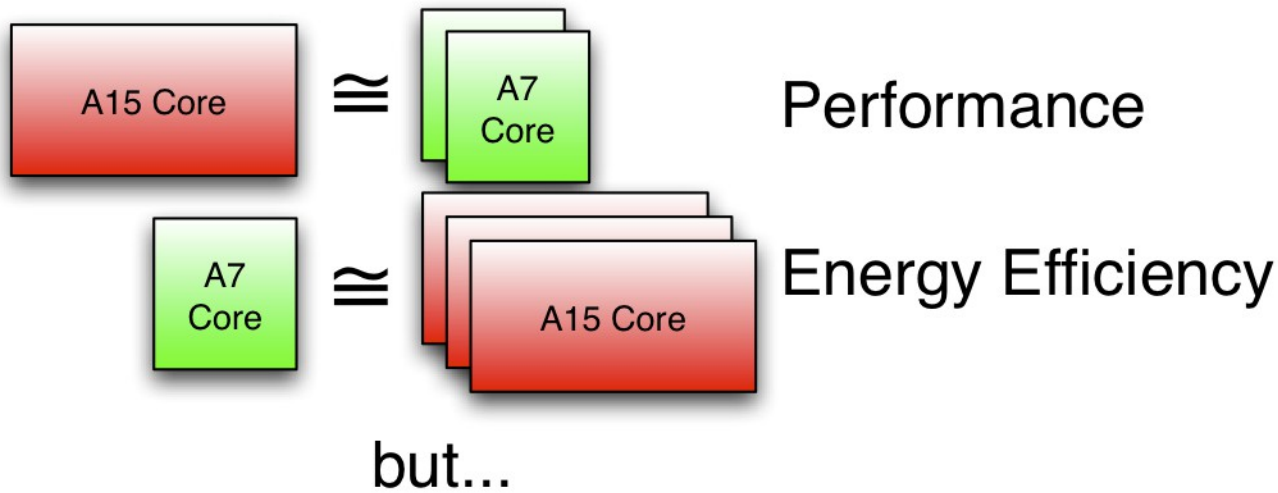 A15 Core
≅
A7
Core
Performance
A7
Core
≅
A15 Core
Energy Efficiency
but...